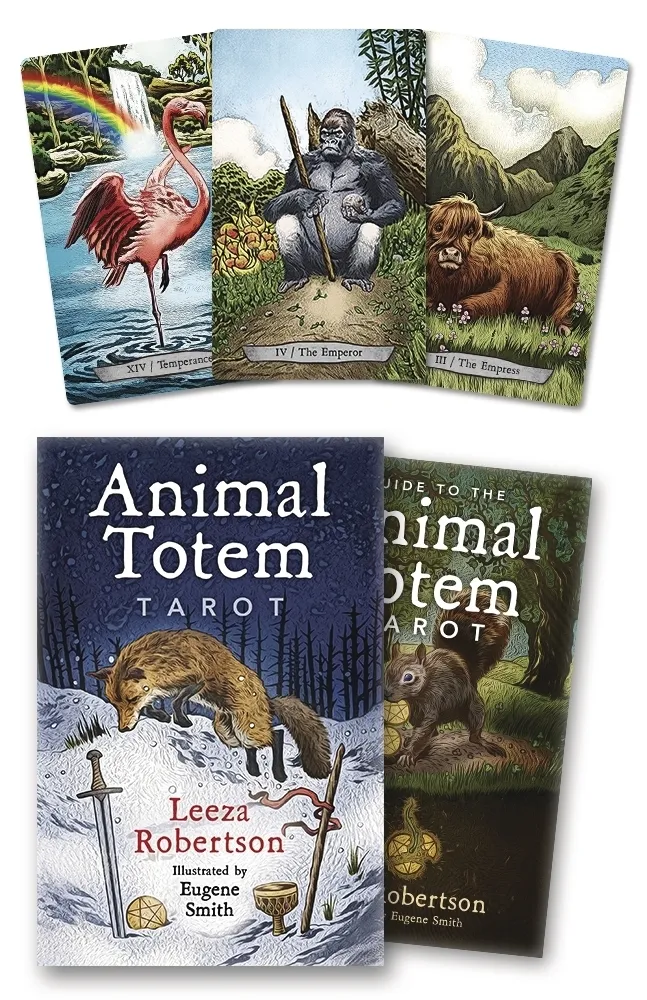 XIV / Temperance
IV / The Emperor
III / The Empress
Animal
Totem
TAROT
Leeza
Robertson
Illustrated by
Eugene
Smith
UIDE TO THE
nimal
otem
AROT
Robertson
Eugene Smith